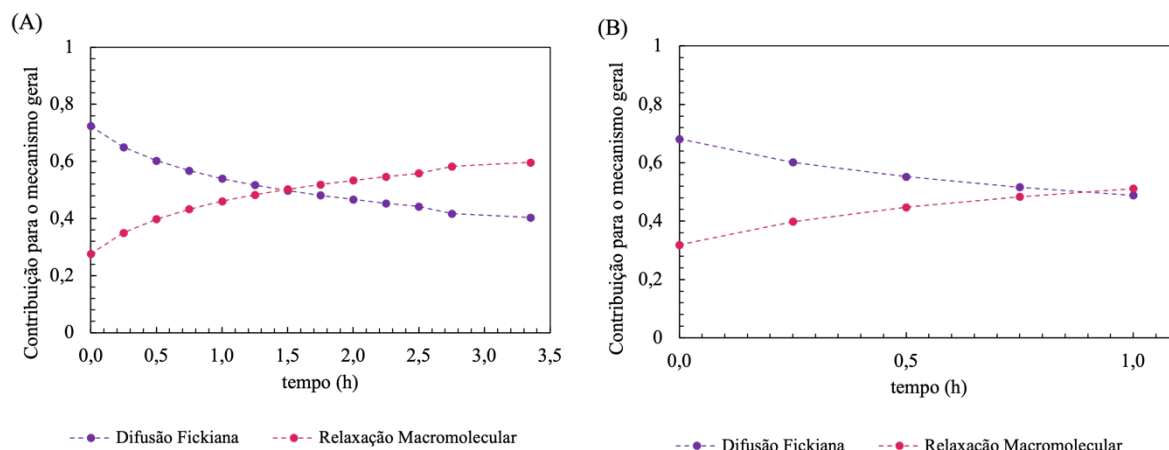 (A)
Contribuição para o mecanismo geral
1
0,8
0,6
0,4
0,2
0
0,0 0,5 1,0 1,5 2,0 2,5 3,0 3,5
tempo (h)
Difusão Fickiana Relaxação Macromolecular
(B)
Contribuição para o mecanismo geral
1
0,8
0,6
0,4
0,2
0
0,0 0,5 1,0
tempo (h)
Difusão Fickiana Relaxação Macromolecular